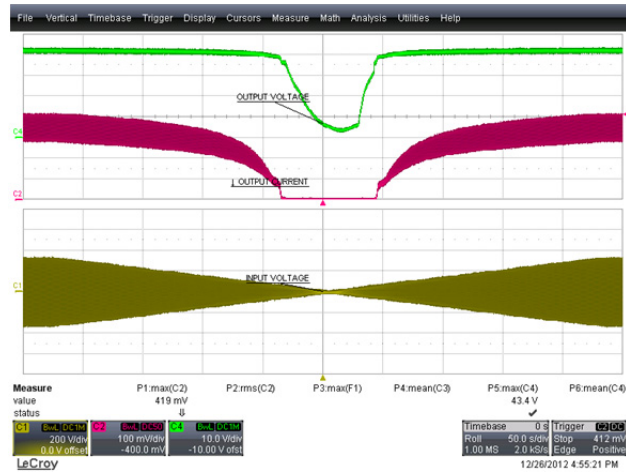 File Vertical Timebase Trigger Display Cursors Measure Math Analysis Utilities Help
OUTPUT VOLTAGE
C4
C2
OUTPUT CURRENT
INPUT VOLTAGE
C1
Measure P1:max(C2) P2:rms(C2) P3:max(F1) P4:mean(C3) P5:max(C4) P6:mean(C4)
value 419 mV 43.4 V
status
C1 BwL DC1M C2 BwL DC50 C4 BwL DC1M Timebase 0 s Trigger C2 DC
200 V/div 100 mV/div 10.0 V/div Roll 50.0 s/div Stop 412 mV
0.0 V offset -400.0 mV -10.00 V ofst 1.00 MS 2.0 kS/s Edge Positive
LeCroy 12/26/2012 4:55:21 PM